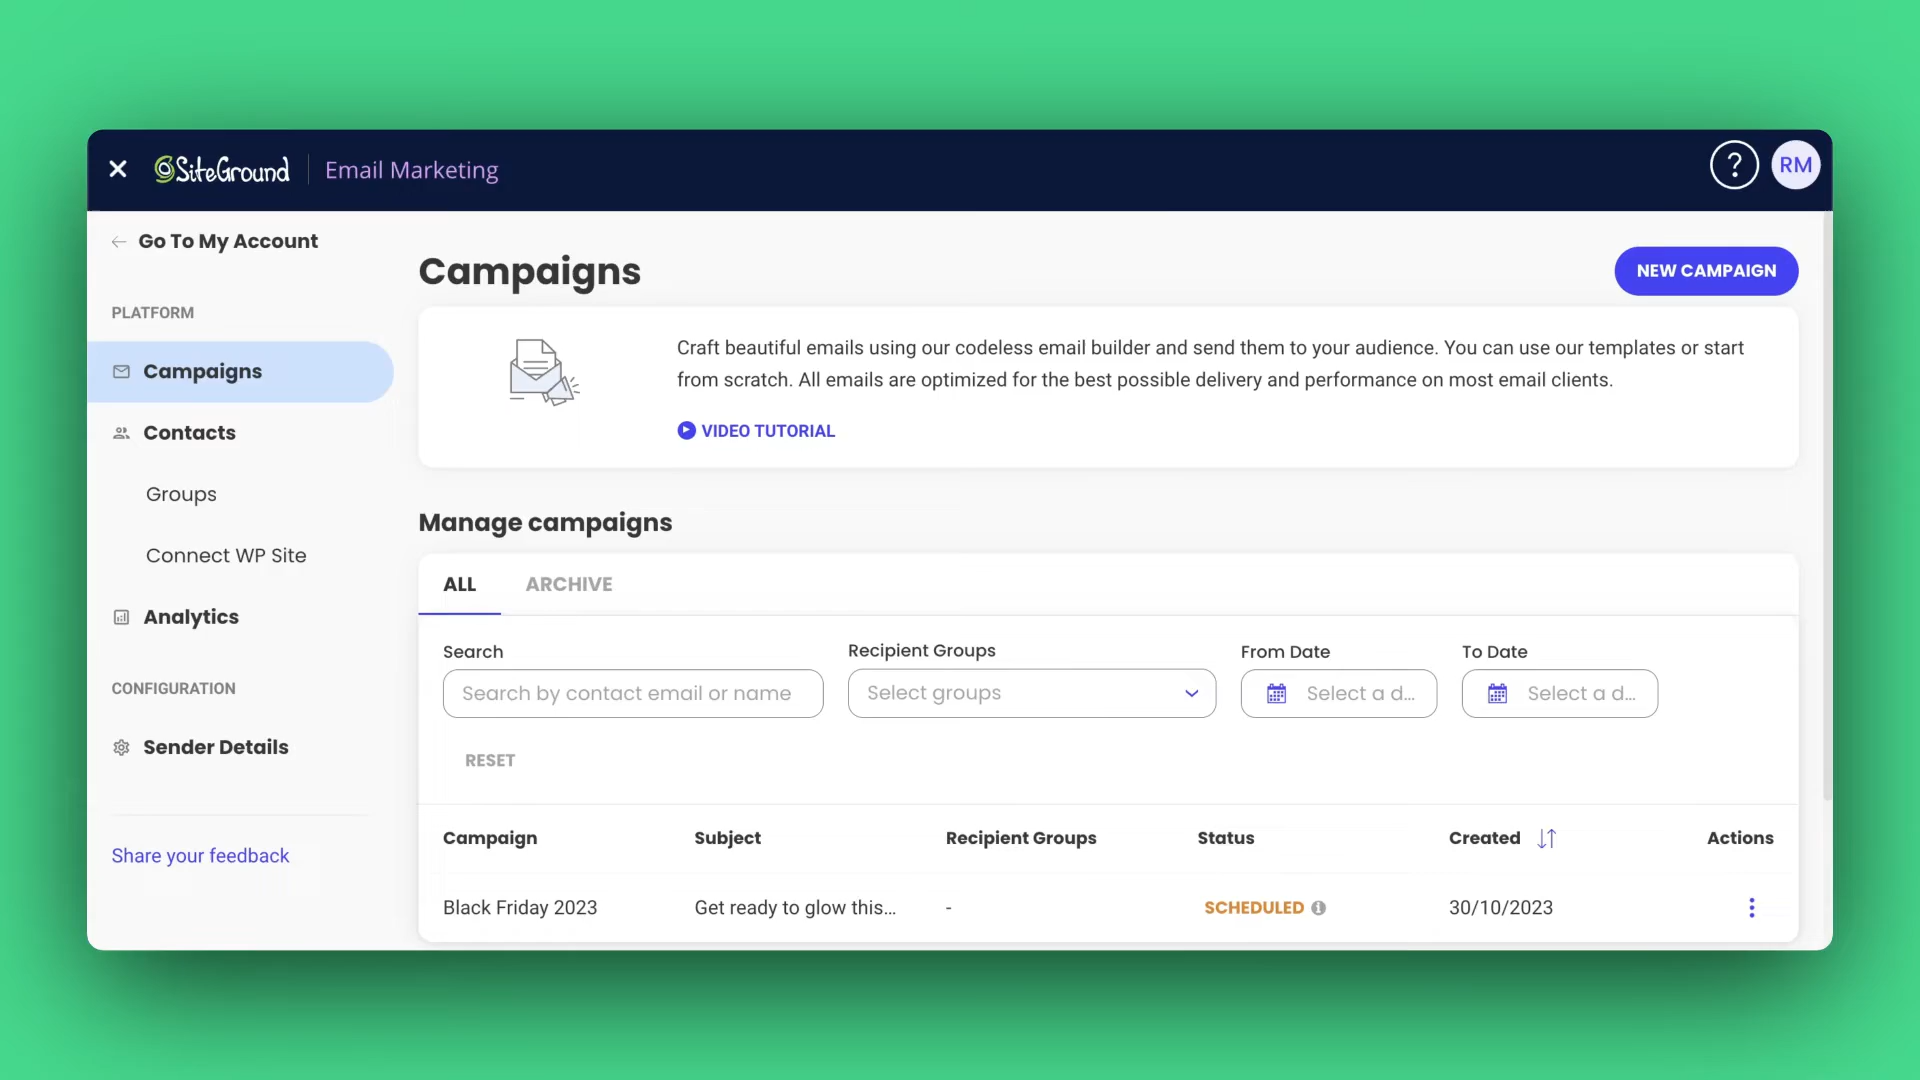 SiteGround
Email Marketing
?
RM
Go To My Account
PLATFORM
Campaigns
Contacts
Groups
Connect WP Site
Analytics
CONFIGURATION
Sender Details
Share your feedback
Campaigns
NEW CAMPAIGN
Craft beautiful emails using our codeless email builder and send them to your audience. You can use our templates or start
from scratch. All emails are optimized for the best possible delivery and performance on most email clients.
VIDEO TUTORIAL
Manage campaigns
ALL ARCHIVE
Search Recipient Groups From Date To Date
Search by contact email or name Select groups Select a d... Select a d...
RESET
Campaign Subject Recipient Groups Status Created Actions
Black Friday 2023 Get ready to glow this... - SCHEDULED 30/10/2023